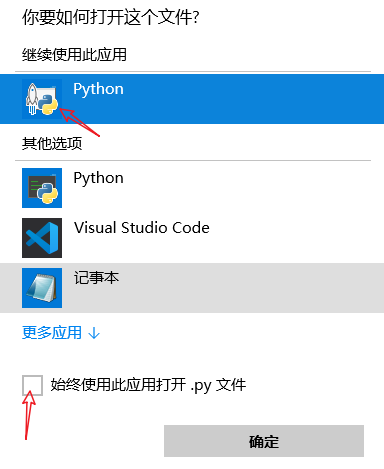 你要如何打开这个文件?
继续使用此应用
Python
其他选项
Python
Visual Studio Code
记事本
更多应用 ↓
始终使用此应用打开 .py 文件
确定